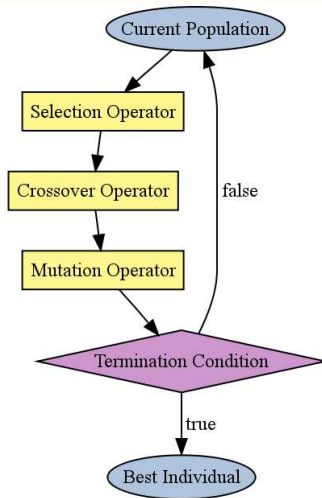 Current Population
Selection Operator
Crossover Operator
false
Mutation Operator
Termination Condition
true
Best Individual